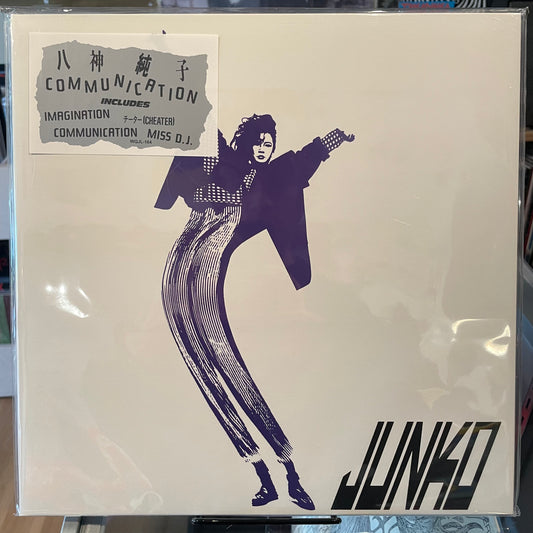 八神純子
COMMUNICATION
INCLUDES
IMAGINATION チーター(CHEATER)
COMMUNICATION MISS D.J.
JUNKO